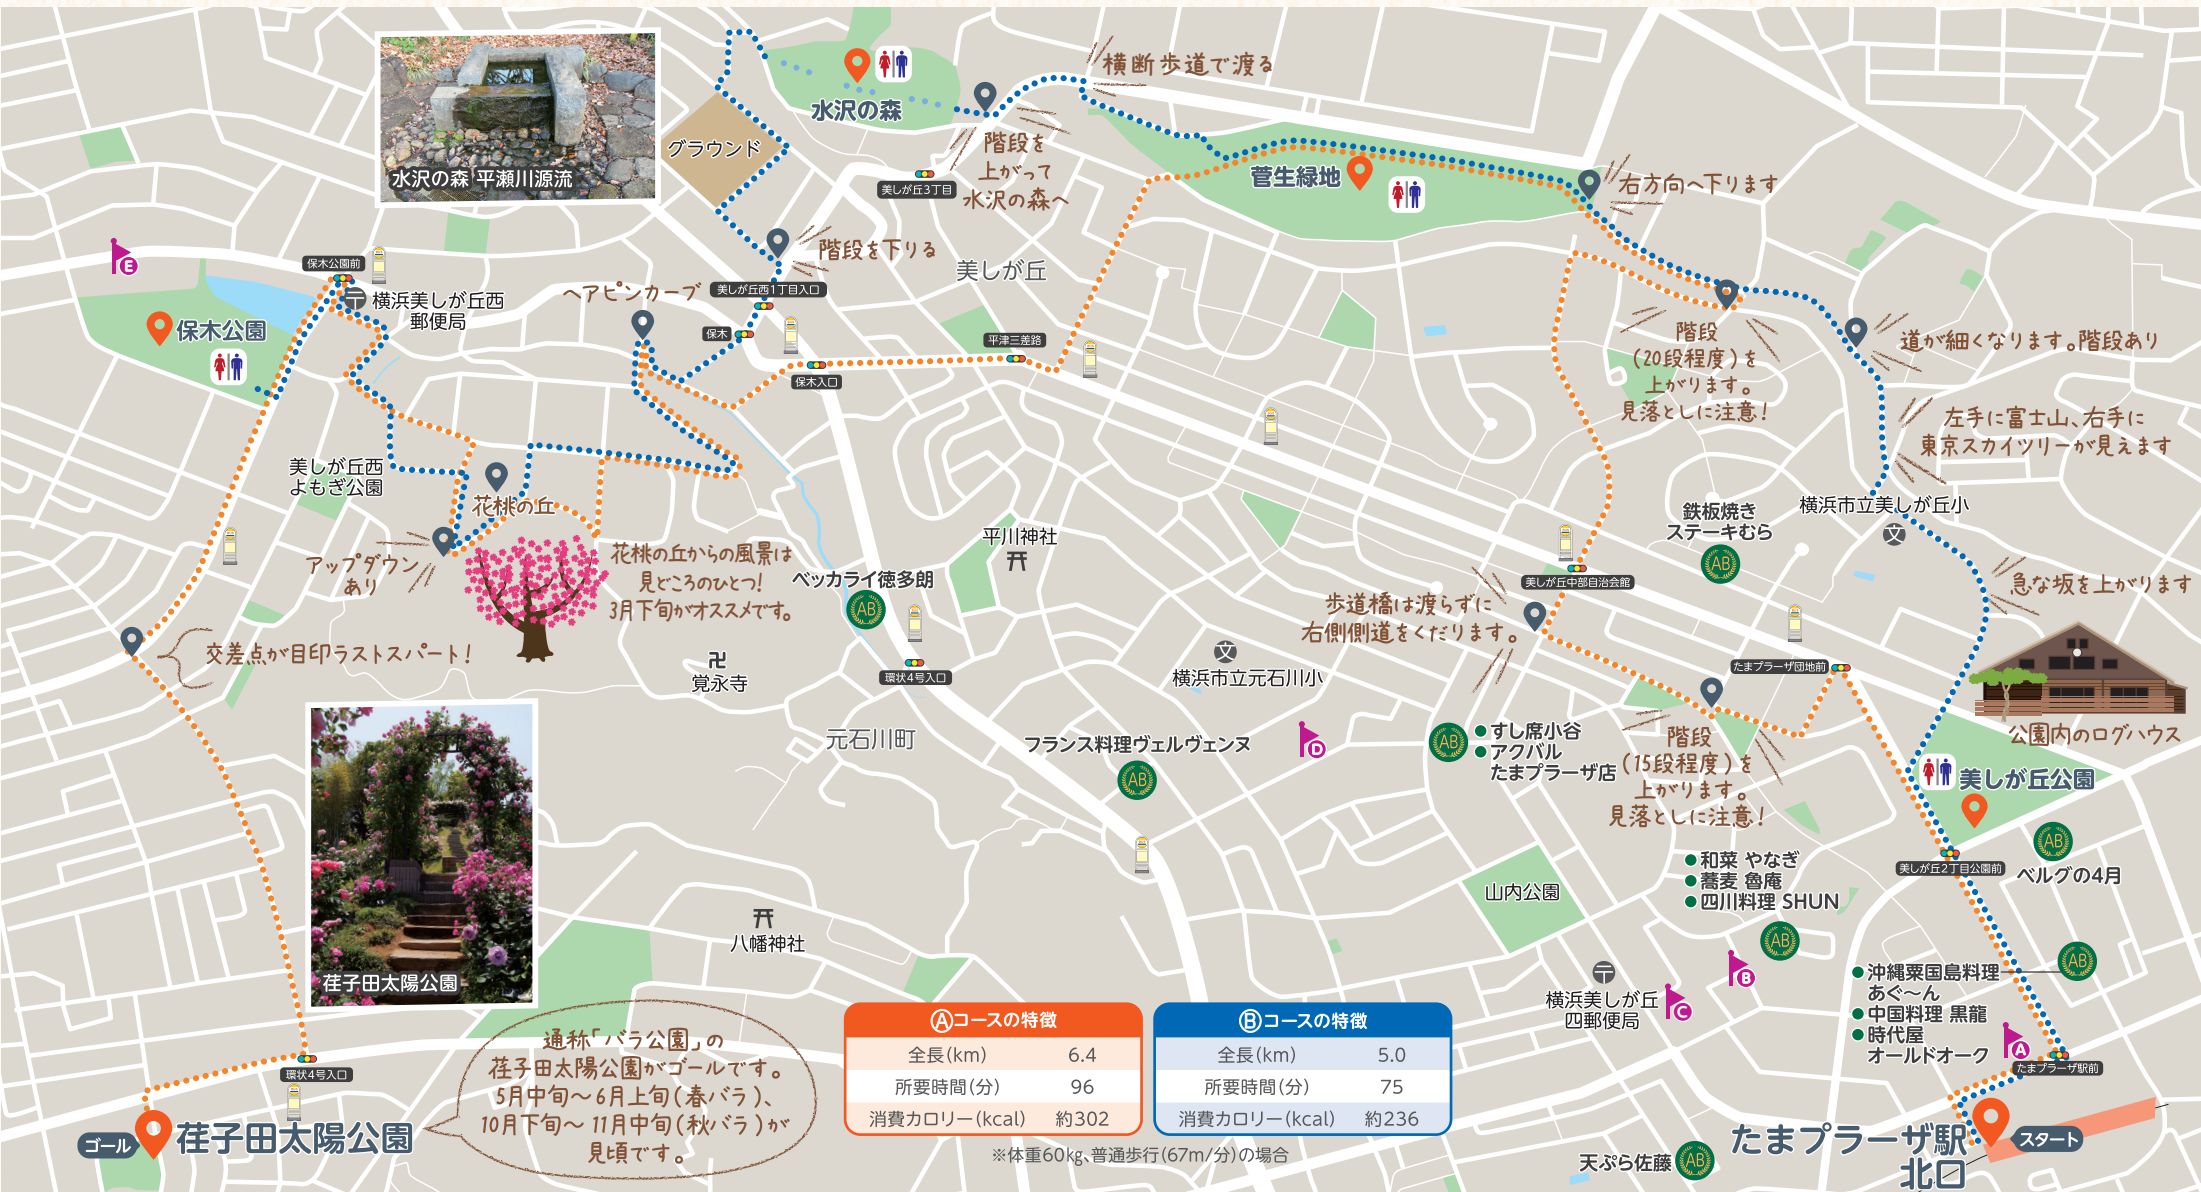 水沢の森 平瀬川源流
グラウンド
水沢の森
横断歩道で渡る
階段を
上がって
水沢の森へ
美しが丘3丁目
菅生緑地
右方向へ下ります
階段を下りる
美しが丘
美しが丘西1丁目入口
ヘアピンカーブ
保木
保木入口
平津三差路
E
保木公園前
横浜美しが丘西
郵便局
保木公園
階段
(20段程度)を
上がります。
見落としに注意!
道が細くなります。階段あり
左手に富士山、右手に
東京スカイツリーが見えます
横浜市立美しが丘小
文
鉄板焼き
ステーキむら
AB
美しが丘西
よもぎ公園
花桃の丘
アップダウン
あり
花桃の丘からの風景は
見どころのひとつ!
3月下旬がオススメです。
ベッカライ徳多朗
AB
平川神社
美しが丘中部自治会館
歩道橋は渡らずに
右側側道をくだります。
急な坂を上がります
交差点が目印ラストスパート!
覚永寺
環状4号入口
文
横浜市立元石川小
たまプラーザ団地前
公園内のログハウス
元石川町
フランス料理ヴェルヴェンヌ
AB
D
AB
すし席小谷
アクバル
たまプラーザ店
階段
(15段程度)を
上がります。
見落としに注意!
美しが丘公園
美しが丘2丁目公園前
AB
ベルグの4月
和菜 やなぎ
蕎麦 魯庵
四川料理 SHUN
AB
山内公園
八幡神社
荏子田太陽公園
B
C
横浜美しが丘
四郵便局
沖縄粟国島料理
あぐ〜ん
中国料理 黒龍
時代屋
オールドオーク
AB
A
たまプラーザ駅前
環状4号入口
通称「バラ公園」の
荏子田太陽公園がゴールです。
5月中旬〜6月上旬(春バラ)、
10月下旬〜11月中旬(秋バラ)が
見頃です。
ゴール
荏子田太陽公園
Ⓐコースの特徴
全長(km) 6.4
所要時間(分) 96
消費カロリー(kcal) 約302
Ⓑコースの特徴
全長(km) 5.0
所要時間(分) 75
消費カロリー(kcal) 約236
※体重60kg、普通歩行(67m/分)の場合
天ぷら佐藤
AB
たまプラーザ駅
北口
スタート